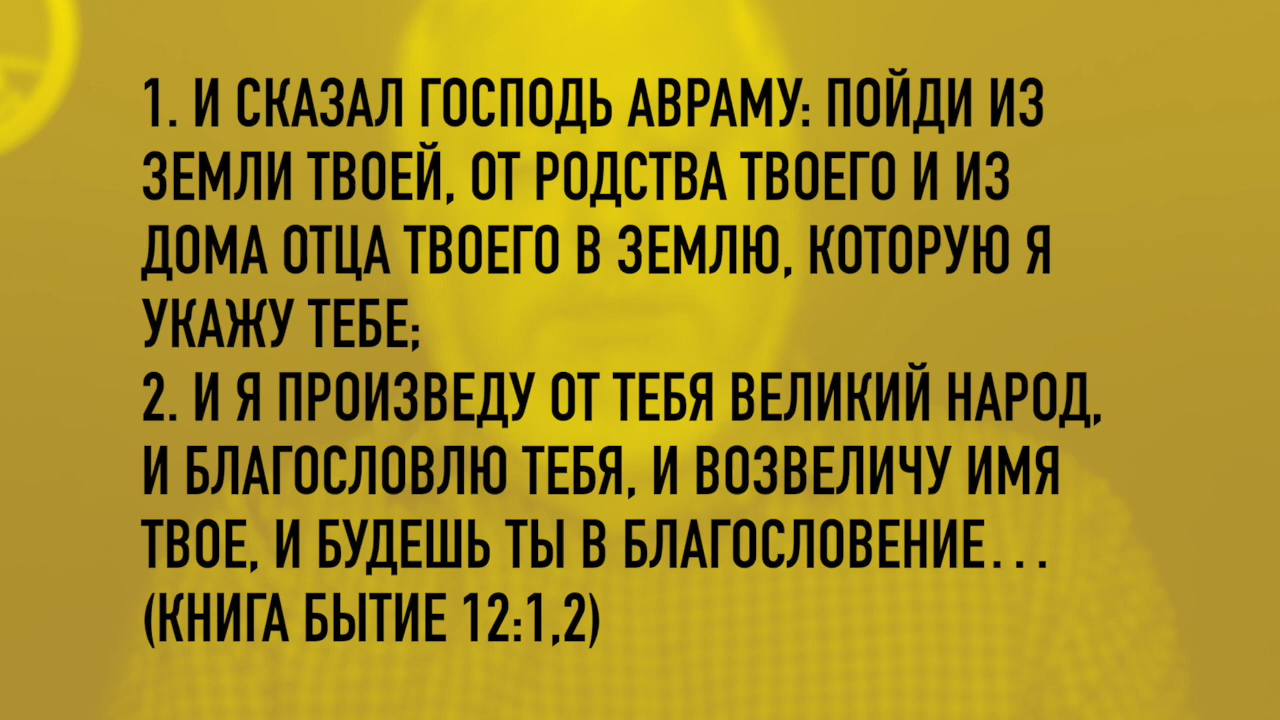 1. И СКАЗАЛ ГОСПОДЬ АВРАМУ: ПОЙДИ ИЗ
ЗЕМЛИ ТВОЕЙ, ОТ РОДСТВА ТВОЕГО И ИЗ
ДОМА ОТЦА ТВОЕГО В ЗЕМЛЮ, КОТОРУЮ Я
УКАЖУ ТЕБЕ;
2. И Я ПРОИЗВЕДУ ОТ ТЕБЯ ВЕЛИКИЙ НАРОД,
И БЛАГОСЛОВЛЮ ТЕБЯ, И ВОЗВЕЛИЧУ ИМЯ
ТВОЕ, И БУДЕШЬ ТЫ В БЛАГОСЛОВЕНИЕ...
(КНИГА БЫТИЕ 12:1,2)